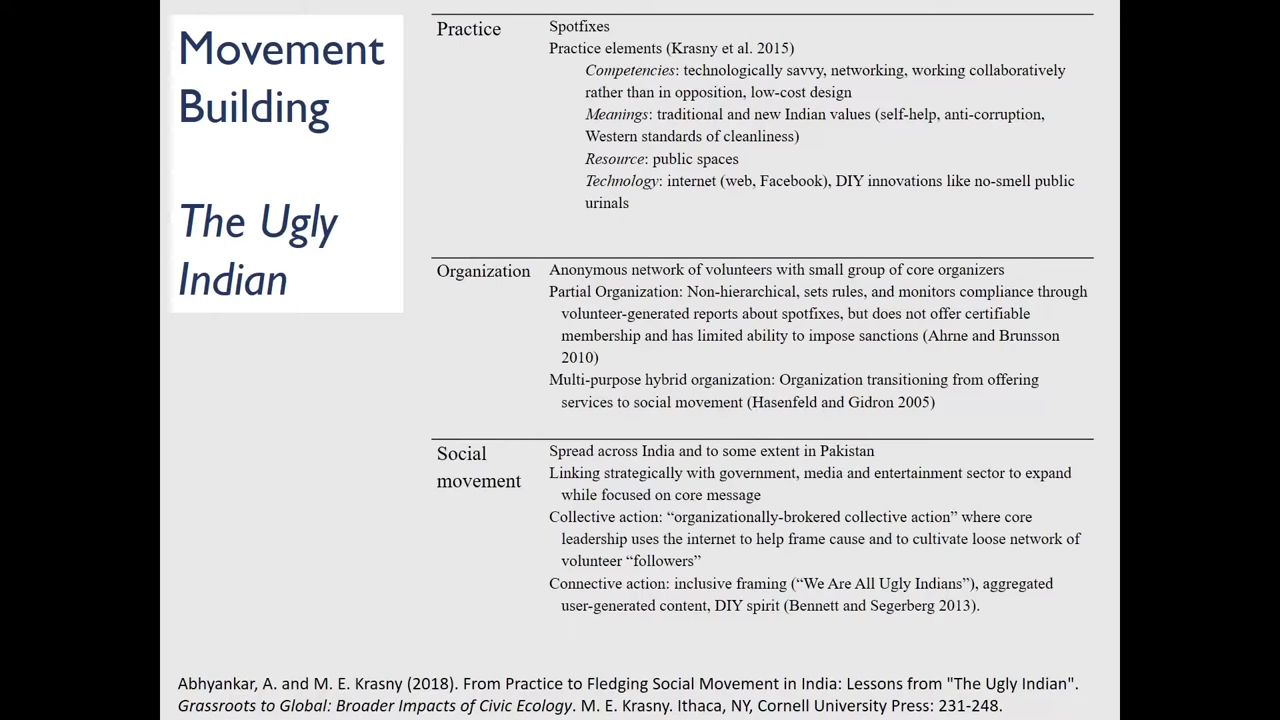 Movement
Building
The Ugly
Indian
Practice
Spotfixes
Practice elements (Krasny et al. 2015)
Competencies: technologically savvy, networking, working collaboratively
rather than in opposition, low-cost design
Meanings: traditional and new Indian values (self-help, anti-corruption,
Western standards of cleanliness)
Resource: public spaces
Technology: internet (web, Facebook), DIY innovations like no-smell public
urinals
Organization
Anonymous network of volunteers with small group of core organizers
Partial Organization: Non-hierarchical, sets rules, and monitors compliance through
volunteer-generated reports about spotfixes, but does not offer certifiable
membership and has limited ability to impose sanctions (Ahrne and Brunsson
2010)
Multi-purpose hybrid organization: Organization transitioning from offering
services to social movement (Hasenfeld and Gidron 2005)
Social
movement
Spread across India and to some extent in Pakistan
Linking strategically with government, media and entertainment sector to expand
while focused on core message
Collective action: “organizationally-brokered collective action” where core
leadership uses the internet to help frame cause and to cultivate loose network of
volunteer “followers”
Connective action: inclusive framing (“We Are All Ugly Indians”), aggregated
user-generated content, DIY spirit (Bennett and Segerberg 2013).
Abhyankar, A. and M. E. Krasny (2018). From Practice to Fledging Social Movement in India: Lessons from "The Ugly Indian".
Grassroots to Global: Broader Impacts of Civic Ecology. M. E. Krasny. Ithaca, NY, Cornell University Press: 231-248.